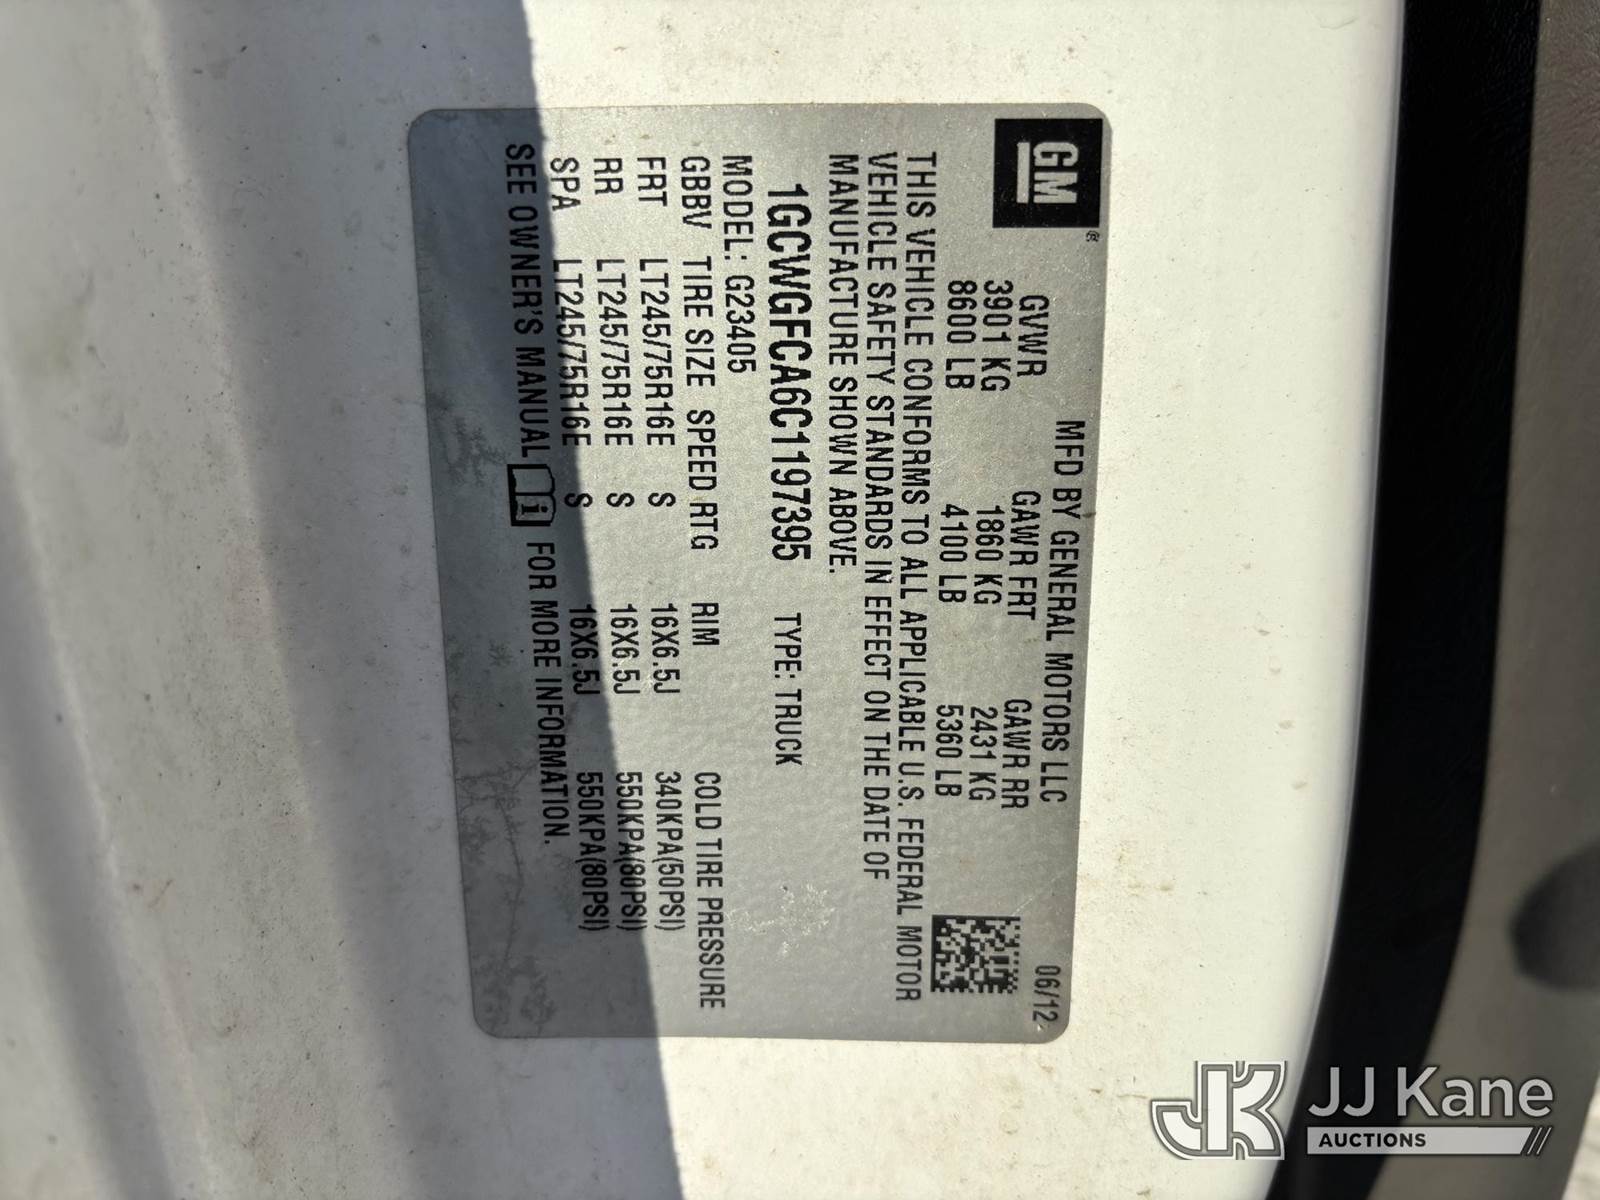 GM®
MFD BY GENERAL MOTORS LLC 06/12
GVWR GAWR FRT GAWR RR
3901 KG 1860 KG 2431 KG
8600 LB 4100 LB 5360 LB
THIS VEHICLE CONFORMS TO ALL APPLICABLE U.S. FEDERAL MOTOR
VEHICLE SAFETY STANDARDS IN EFFECT ON THE DATE OF
MANUFACTURE SHOWN ABOVE.
1GCWGFCA6C1197395 TYPE: TRUCK
MODEL: G23405
GBBV TIRE SIZE SPEED RTG RIM COLD TIRE PRESSURE
FRT LT245/75R16E S 16X6.5J 340KPA(50PSI)
RR LT245/75R16E S 16X6.5J 550KPA(80PSI)
SPA LT245/75R16E S 16X6.5J 550KPA(80PSI)
SEE OWNER'S MANUAL i FOR MORE INFORMATION.
JK JJ Kane
AUCTIONS